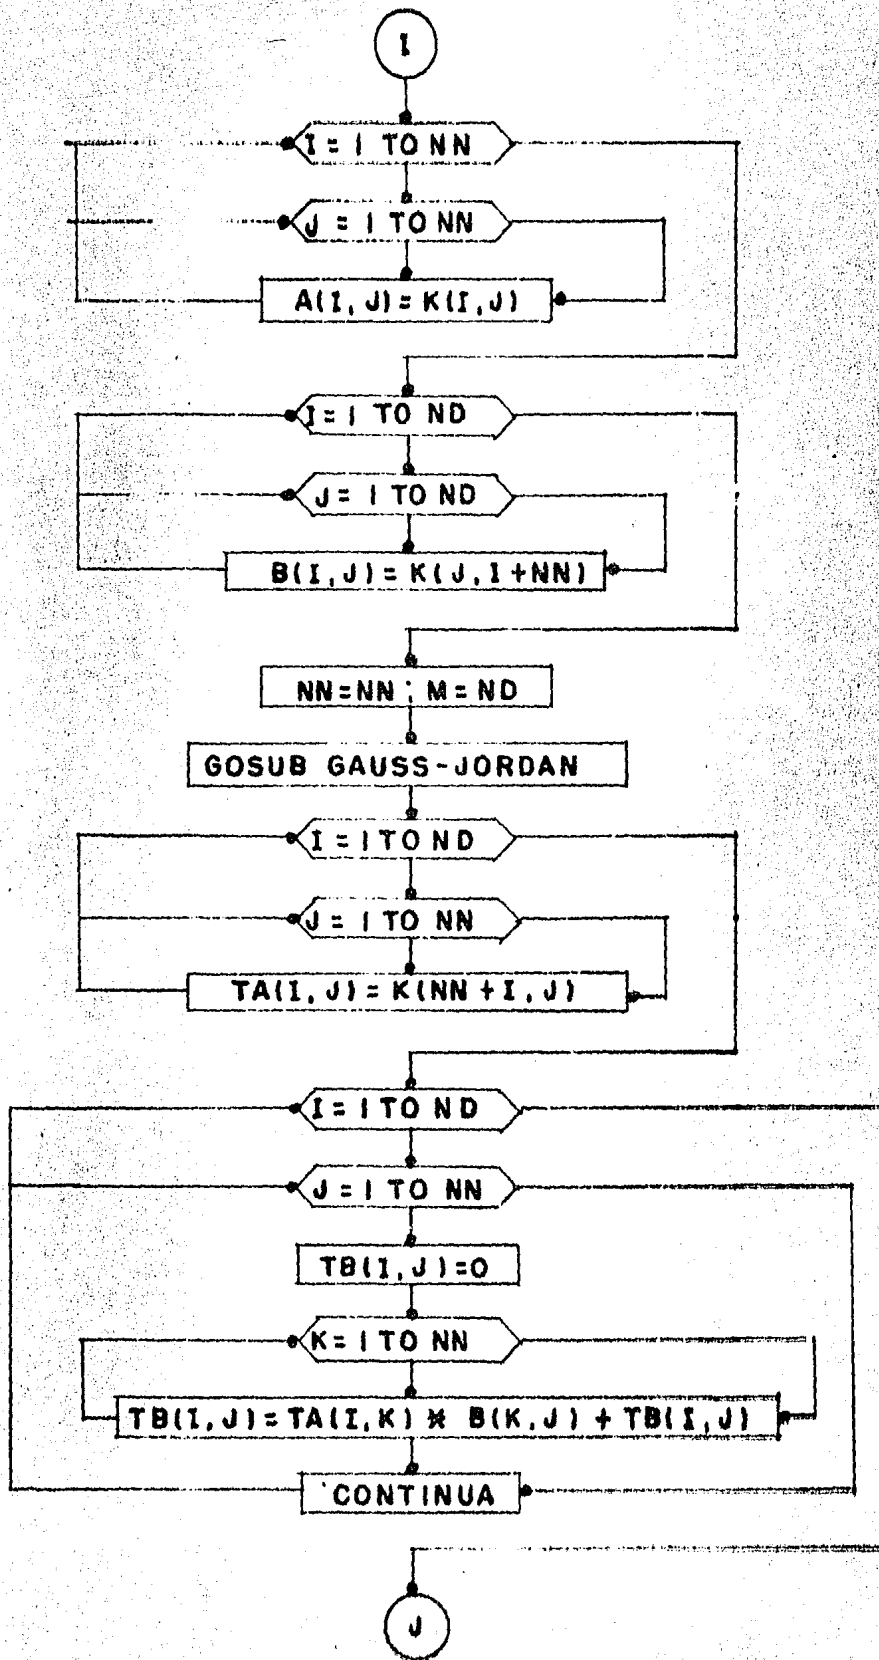 I
I = 1 TO NN
J = 1 TO NN
A(I, J) = K(I, J)
I = 1 TO ND
J = 1 TO ND
B(I, J) = K(J, I+NN)
NN=NN ; M=ND
GOSUB GAUSS-JORDAN
I = 1 TO ND
J = 1 TO NN
TA(I, J) = K(NN+I, J)
I = 1 TO ND
J = 1 TO NN
TB(I, J)=0
K = 1 TO NN
TB(I, J) = TA(I, K) * B(K, J) + TB(I, J)
CONTINUA
J